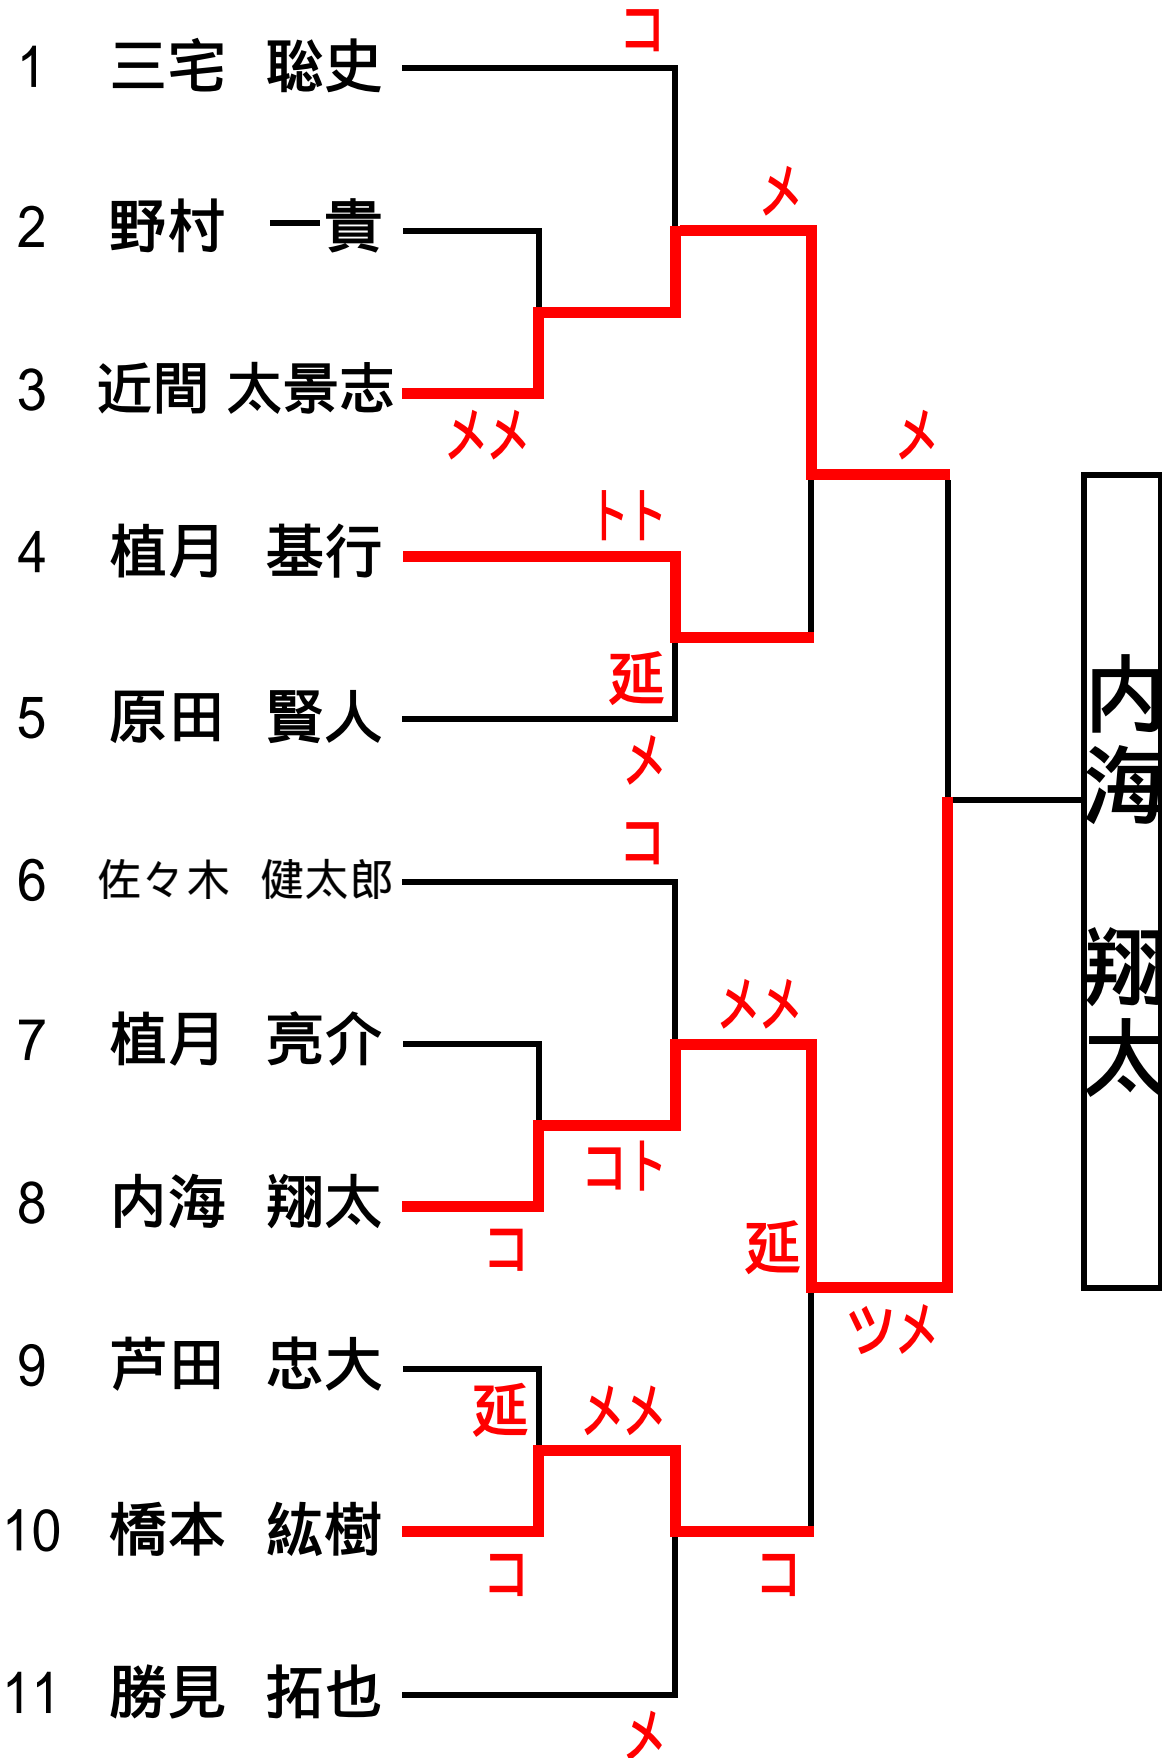 コ
1 三宅 聡史
メ
2 野村 一貴
3 近間 太景志
メメ
メ
トト
4 植月 基行
延
5 原田 賢人
メ
コ
6 佐々木 健太郎
メメ
7 植月 亮介
コト
8 内海 翔太
コ
延
ツメ
9 芦田 忠大
延
メメ
10 橋本 紘樹
コ
コ
11 勝見 拓也
メ
内海 翔太